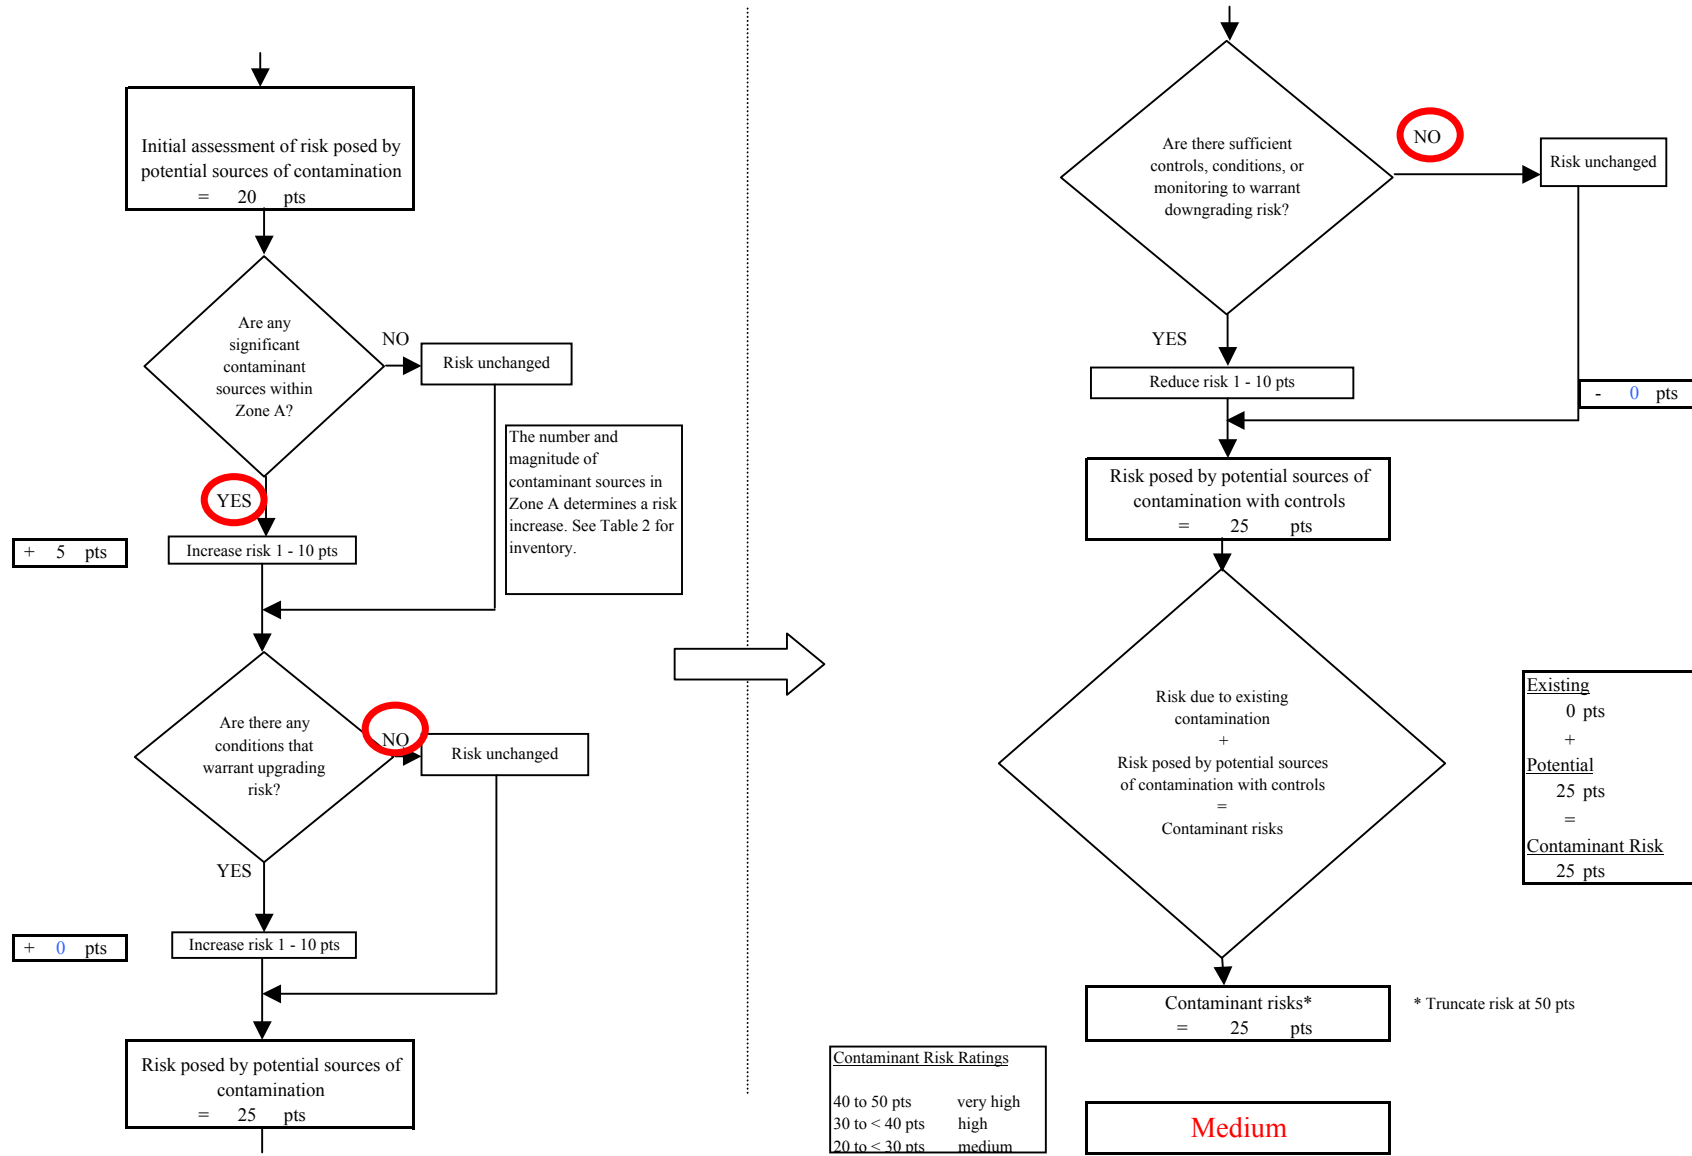 Initial assessment of risk posed by
potential sources of contamination
= 20 pts
Are any
significant
contaminant
sources within
Zone A?
NO
Risk unchanged
The number and
magnitude of
contaminant sources in
Zone A determines a risk
increase. See Table 2 for
inventory.
YES
+ 5 pts
Increase risk 1 - 10 pts
Are there any
conditions that
warrant upgrading
risk?
NO
Risk unchanged
YES
+ 0 pts
Increase risk 1 - 10 pts
Risk posed by potential sources of
contamination
= 25 pts
Are there sufficient
controls, conditions, or
monitoring to warrant
downgrading risk?
NO
Risk unchanged
YES
Reduce risk 1 - 10 pts
- 0 pts
Risk posed by potential sources of
contamination with controls
= 25 pts
Risk due to existing
contamination
+
Risk posed by potential sources
of contamination with controls
=
Contaminant risks
Existing
0 pts
+
Potential
25 pts
=
Contaminant Risk
25 pts
Contaminant risks*
= 25 pts
* Truncate risk at 50 pts
Contaminant Risk Ratings
40 to 50 pts very high
30 to < 40 pts high
20 to < 30 pts medium
Medium